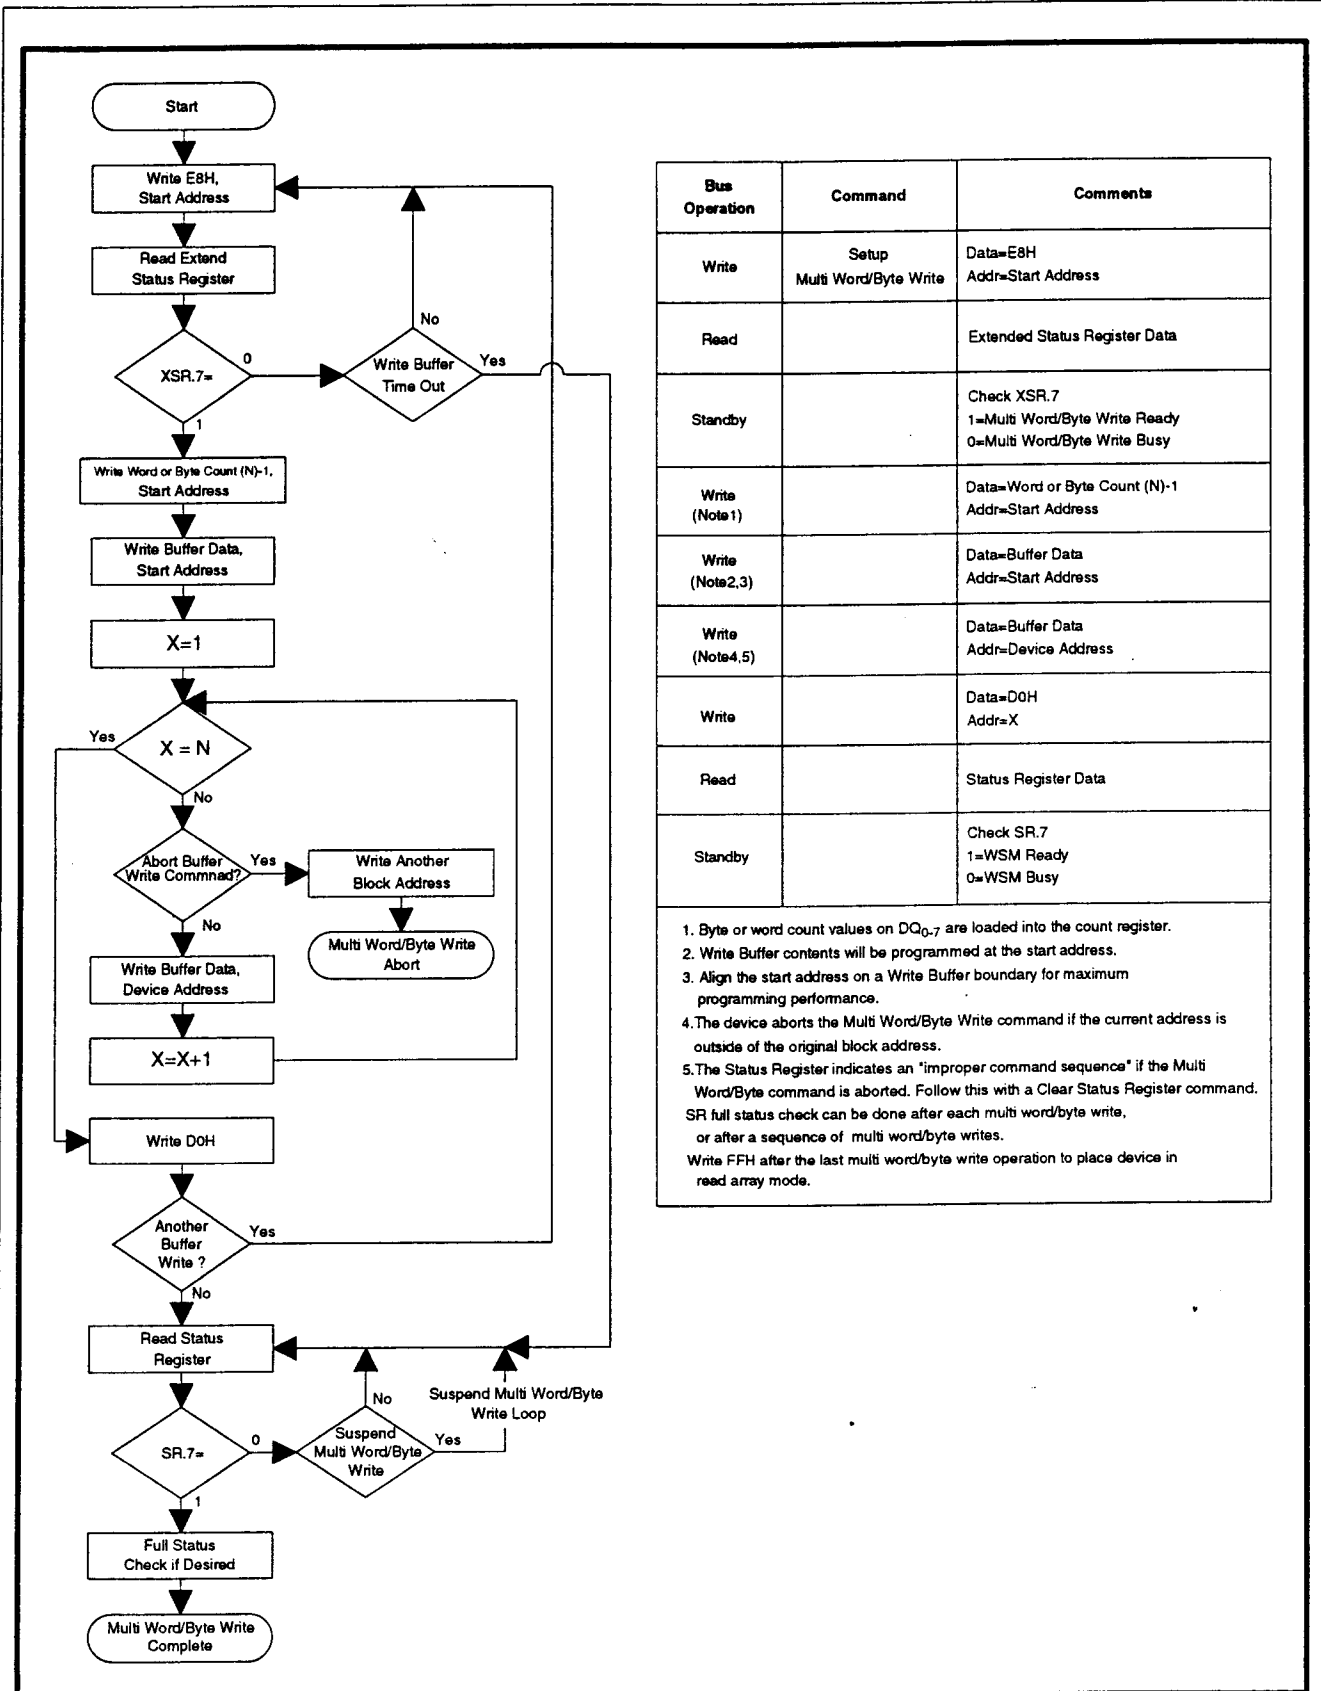 Start
Write E8H,
Start Address
Read Extend
Status Register
No
XSR.7=
0
Write Buffer
Time Out
Yes
1
Write Word or Byte Count (N)-1,
Start Address
Write Buffer Data,
Start Address
X=1
Yes
X = N
No
Abort Buffer
Write Commnad?
Yes
Write Another
Block Address
No
Multi Word/Byte Write
Abort
Write Buffer Data,
Device Address
X=X+1
Write D0H
Another
Buffer
Write ?
Yes
No
Read Status
Register
No
Suspend Multi Word/Byte
Write Loop
SR.7=
0
Suspend
Multi Word/Byte
Write
Yes
1
Full Status
Check if Desired
Multi Word/Byte Write
Complete
Bus
Operation
Command
Comments
Write
Setup
Multi Word/Byte Write
Data=E8H
Addr=Start Address
Read
Extended Status Register Data
Standby
Check XSR.7
1=Multi Word/Byte Write Ready
0=Multi Word/Byte Write Busy
Write
(Note1)
Data=Word or Byte Count (N)-1
Addr=Start Address
Write
(Note2,3)
Data=Buffer Data
Addr=Start Address
Write
(Note4,5)
Data=Buffer Data
Addr=Device Address
Write
Data=D0H
Addr=X
Read
Status Register Data
Standby
Check SR.7
1=WSM Ready
0=WSM Busy
1. Byte or word count values on DQ0-7 are loaded into the count register.
2. Write Buffer contents will be programmed at the start address.
3. Align the start address on a Write Buffer boundary for maximum
programming performance.
4.The device aborts the Multi Word/Byte Write command if the current address is
outside of the original block address.
5.The Status Register indicates an "improper command sequence" if the Multi
Word/Byte command is aborted. Follow this with a Clear Status Register command.
SR full status check can be done after each multi word/byte write,
or after a sequence of multi word/byte writes.
Write FFH after the last multi word/byte write operation to place device in
read array mode.